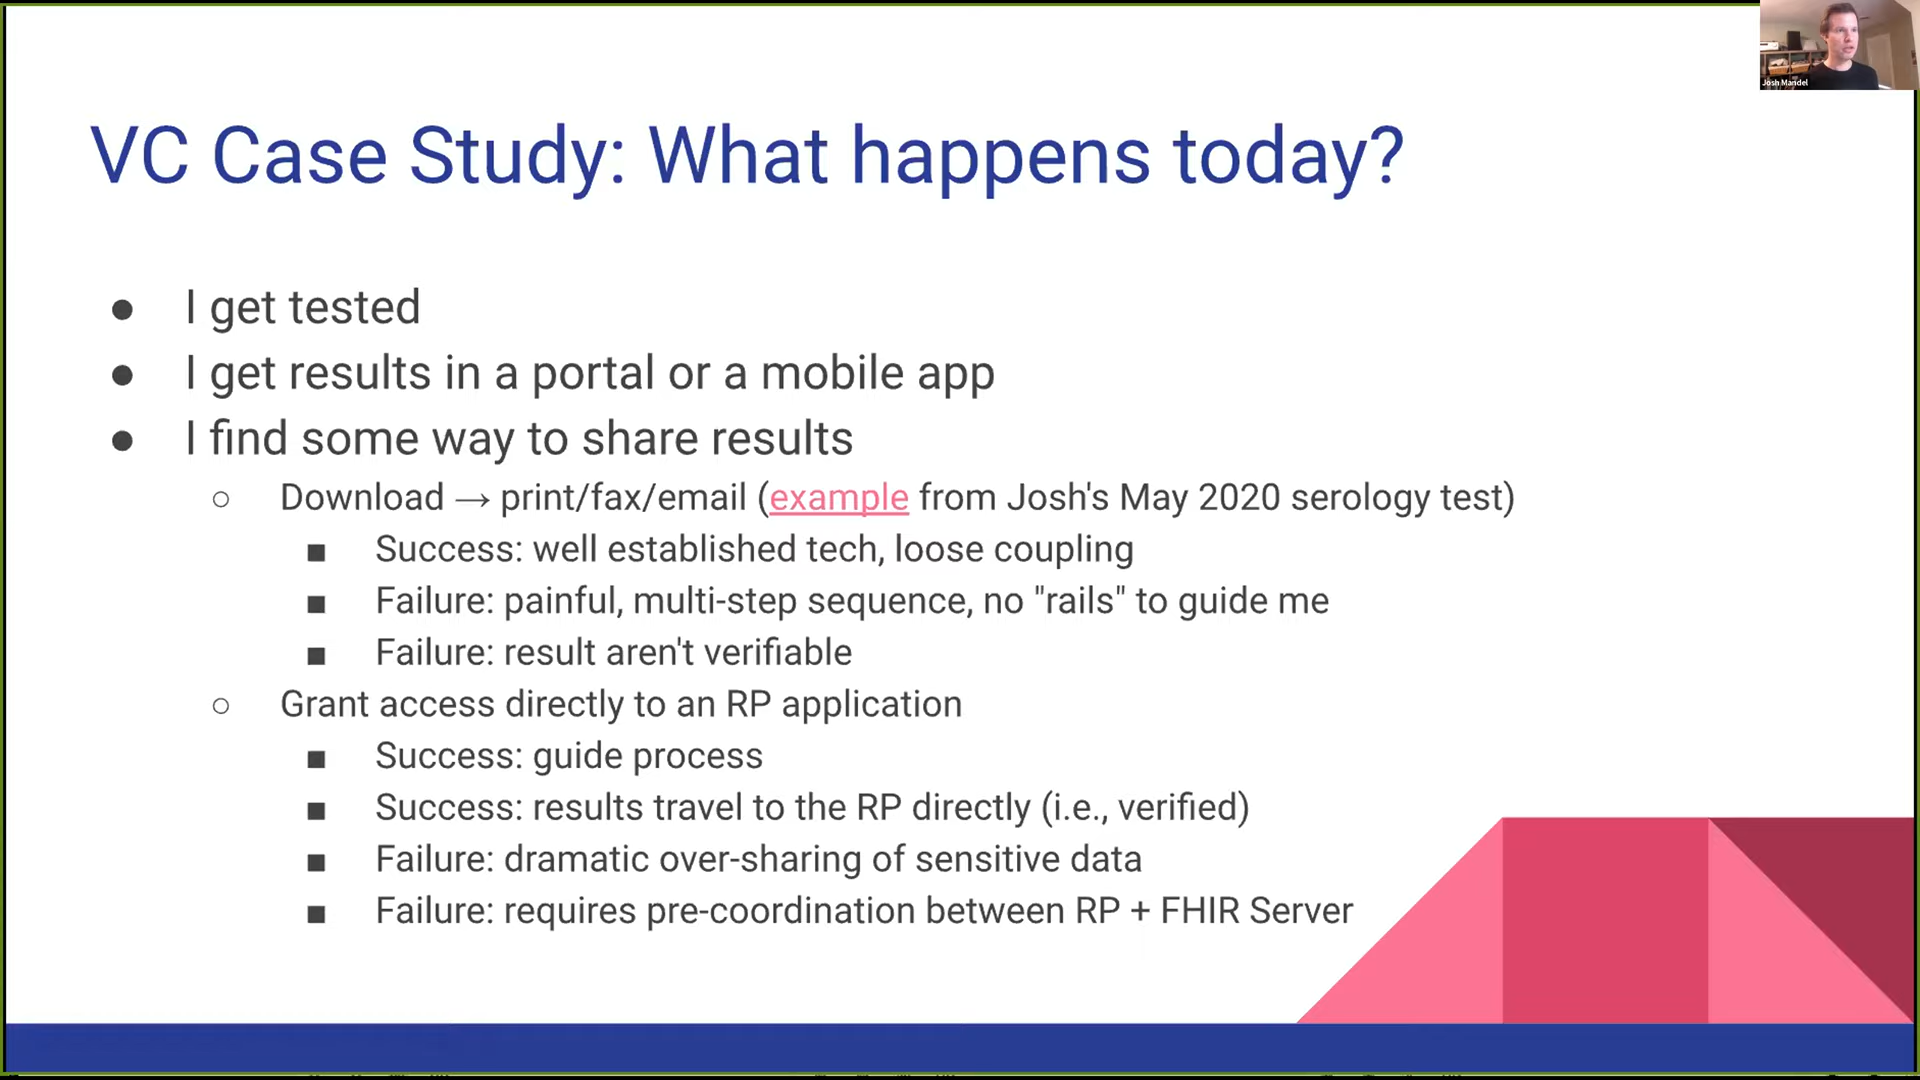 Josh Mandel
VC Case Study: What happens today?
● I get tested
● I get results in a portal or a mobile app
● I find some way to share results
○ Download → print/fax/email (example from Josh's May 2020 serology test)
■ Success: well established tech, loose coupling
■ Failure: painful, multi-step sequence, no "rails" to guide me
■ Failure: result aren't verifiable
○ Grant access directly to an RP application
■ Success: guide process
■ Success: results travel to the RP directly (i.e., verified)
■ Failure: dramatic over-sharing of sensitive data
■ Failure: requires pre-coordination between RP + FHIR Server